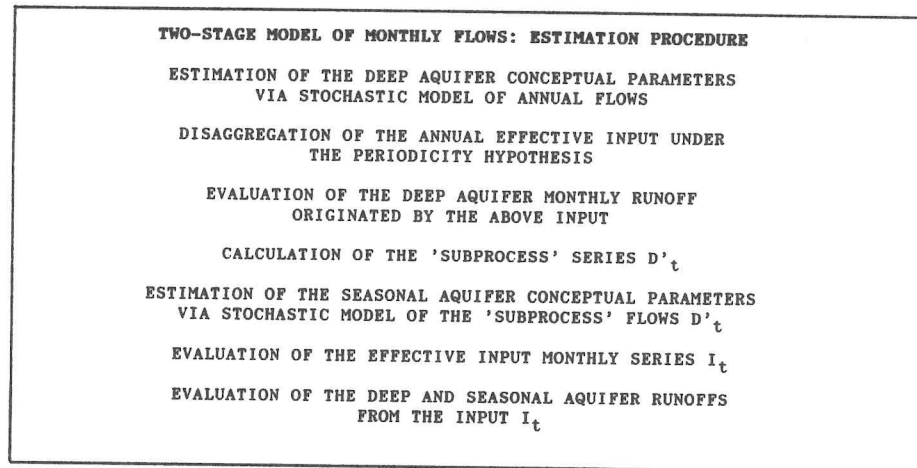 TWO-STAGE MODEL OF MONTHLY FLOWS: ESTIMATION PROCEDURE
ESTIMATION OF THE DEEP AQUIFER CONCEPTUAL PARAMETERS
VIA STOCHASTIC MODEL OF ANNUAL FLOWS
DISAGGREGATION OF THE ANNUAL EFFECTIVE INPUT UNDER
THE PERIODICITY HYPOTHESIS
EVALUATION OF THE DEEP AQUIFER MONTHLY RUNOFF
ORIGINATED BY THE ABOVE INPUT
CALCULATION OF THE 'SUBPROCESS' SERIES D't
ESTIMATION OF THE SEASONAL AQUIFER CONCEPTUAL PARAMETERS
VIA STOCHASTIC MODEL OF THE 'SUBPROCESS' FLOWS D't
EVALUATION OF THE EFFECTIVE INPUT MONTHLY SERIES It
EVALUATION OF THE DEEP AND SEASONAL AQUIFER RUNOFFS
FROM THE INPUT It